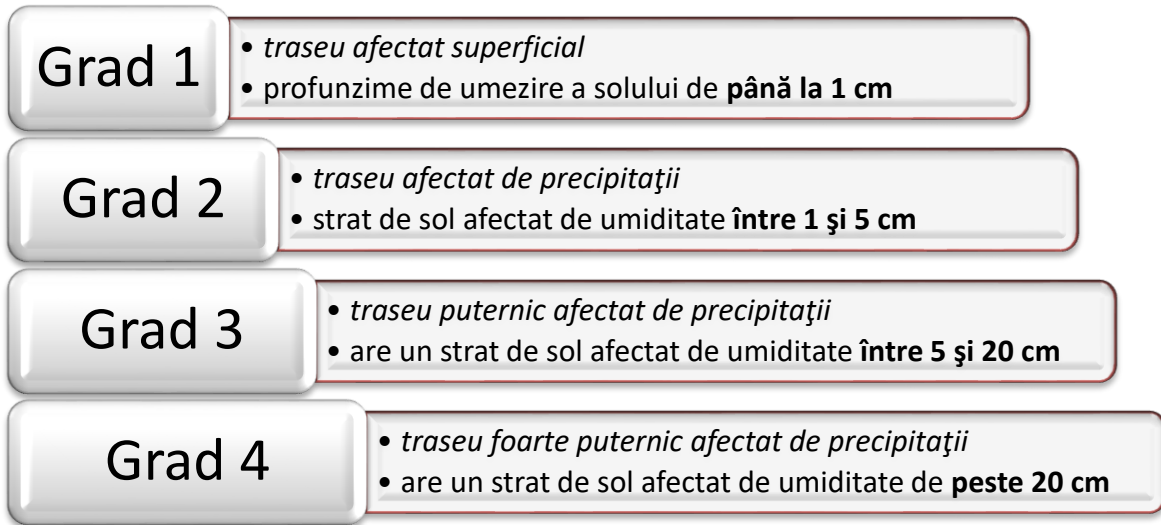 Grad 1
• traseu afectat superficial
• profunzime de umezire a solului de până la 1 cm
Grad 2
• traseu afectat de precipitaţii
• strat de sol afectat de umiditate între 1 şi 5 cm
Grad 3
• traseu puternic afectat de precipitaţii
• are un strat de sol afectat de umiditate între 5 şi 20 cm
Grad 4
• traseu foarte puternic afectat de precipitaţii
• are un strat de sol afectat de umiditate de peste 20 cm